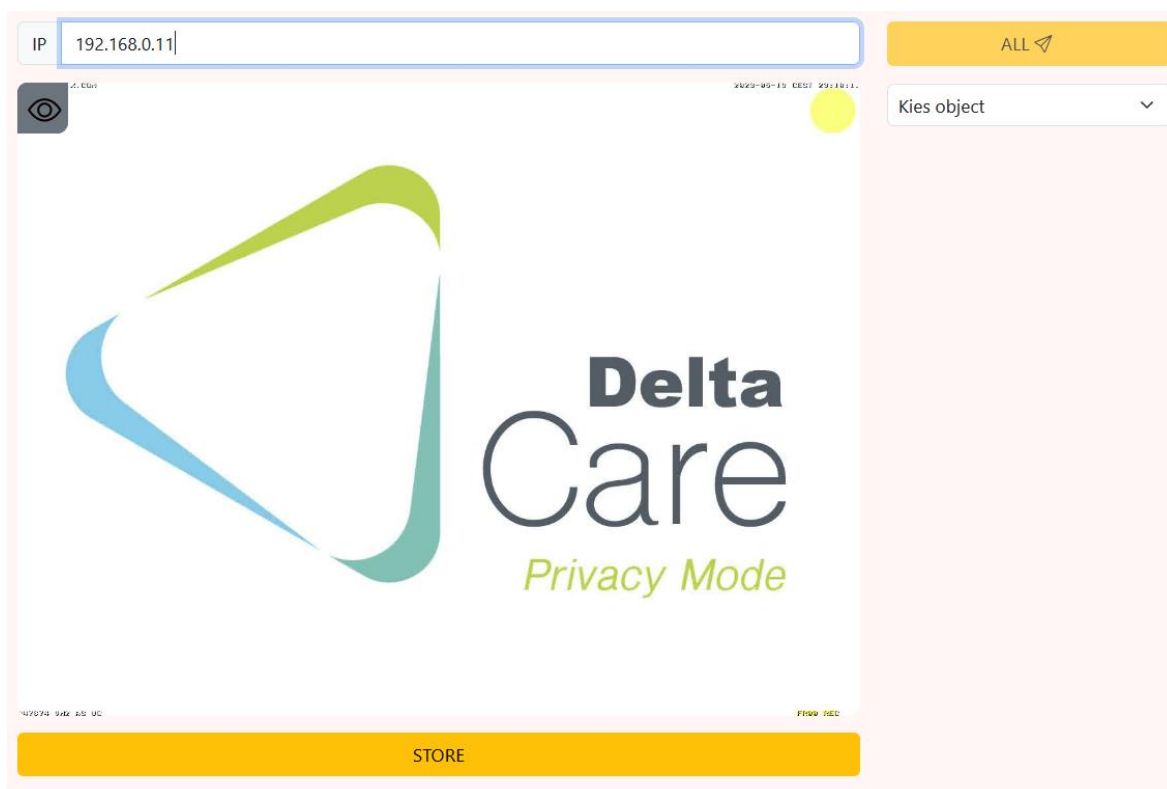 IP 192.168.0.11
ALL
Kies object
Delta
Care
Privacy Mode
STORE